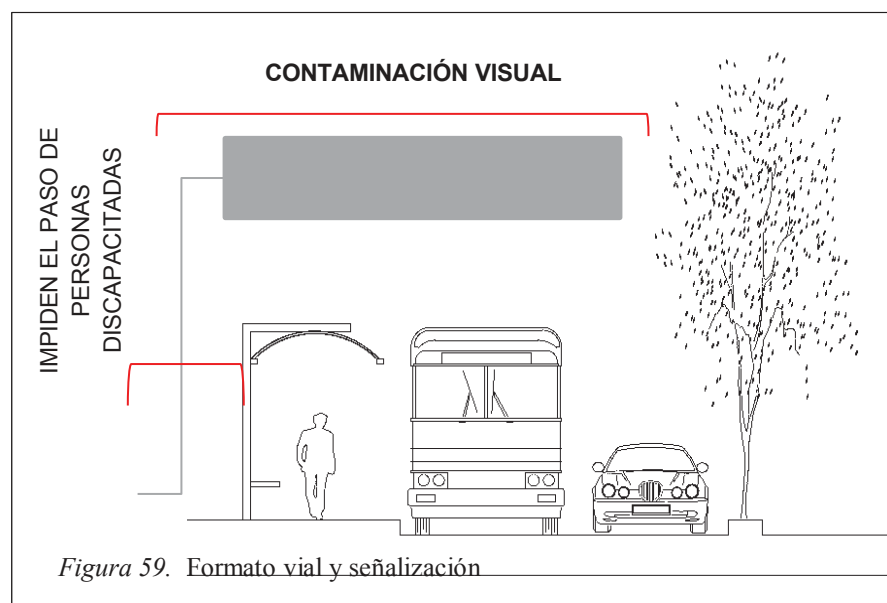 CONTAMINACIÓN VISUAL
IMPIDEN EL PASO DE
PERSONAS
DISCAPACITADAS
Figura 59. Formato vial y señalización